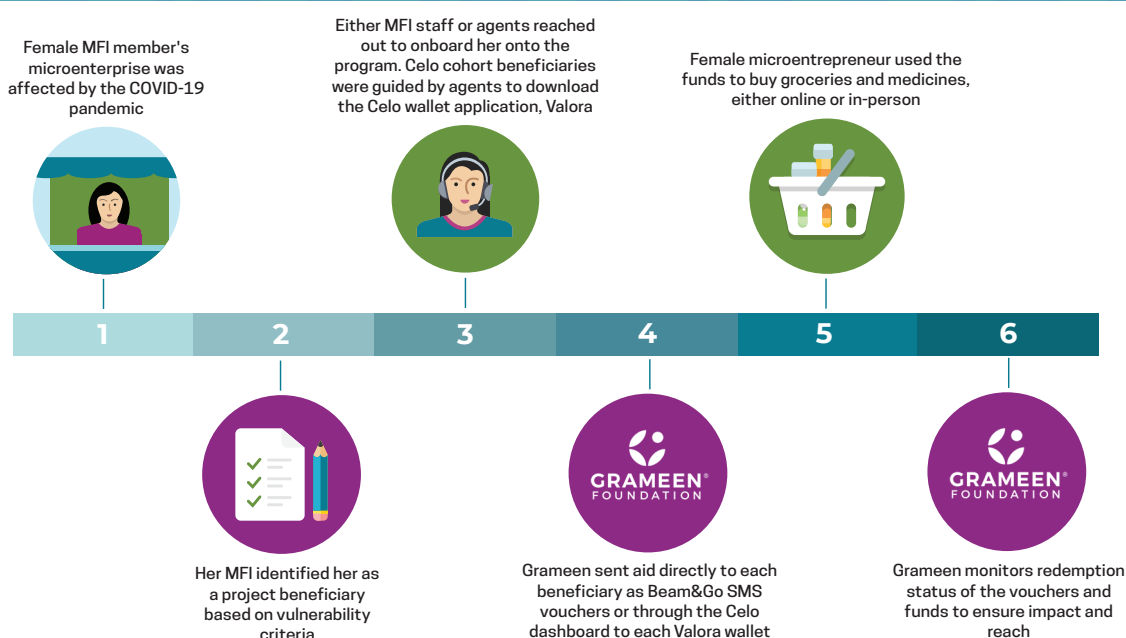 Female MFI member's
microenterprise was
affected by the COVID-19
pandemic
Either MFI staff or agents reached
out to onboard her onto the
program. Celo cohort beneficiaries
were guided by agents to download
the Celo wallet application, Valora
Female microentrepreneur used the
funds to buy groceries and medicines,
either online or in-person
1
2
3
4
5
6
Her MFI identified her as
a project beneficiary
based on vulnerability
criteria
GRAMEEN®
FOUNDATION
Grameen sent aid directly to each
beneficiary as Beam&Go SMS
vouchers or through the Celo
dashboard to each Valora wallet
GRAMEEN®
FOUNDATION
Grameen monitors redemption
status of the vouchers and
funds to ensure impact and
reach